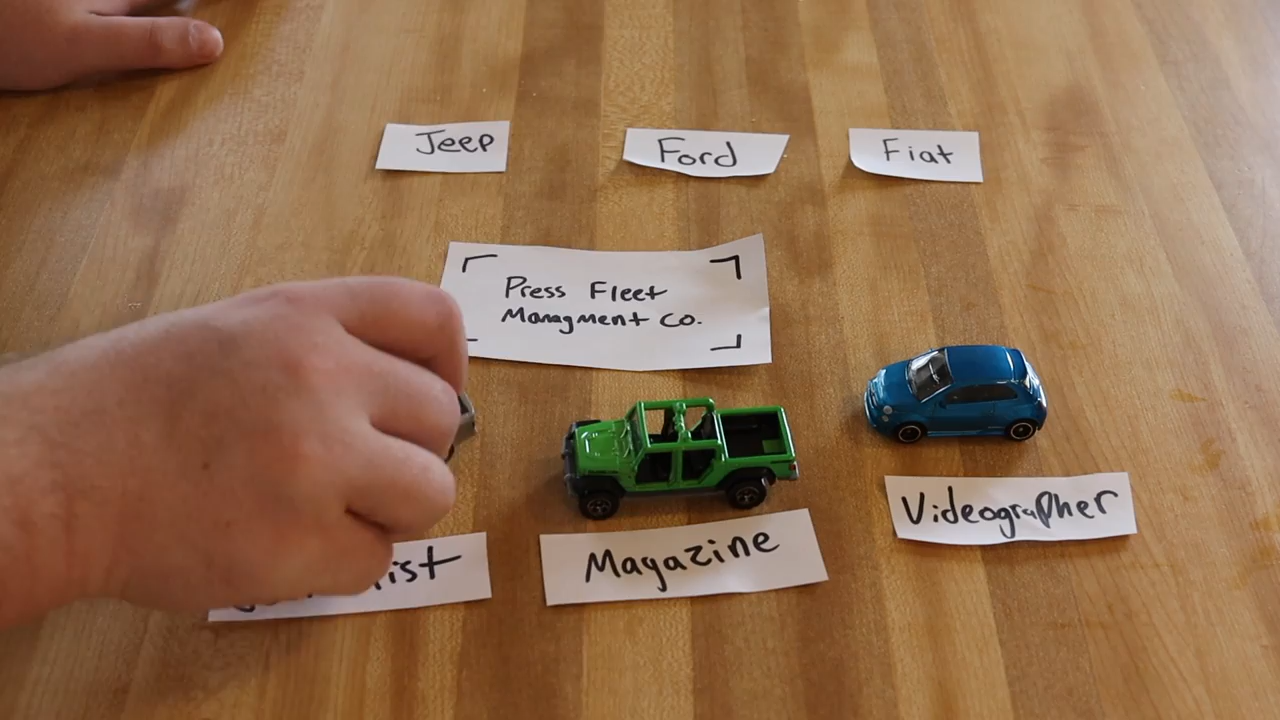 Jeep
Ford
Fiat
Press Fleet
Managment Co.
Magazine
Videographer